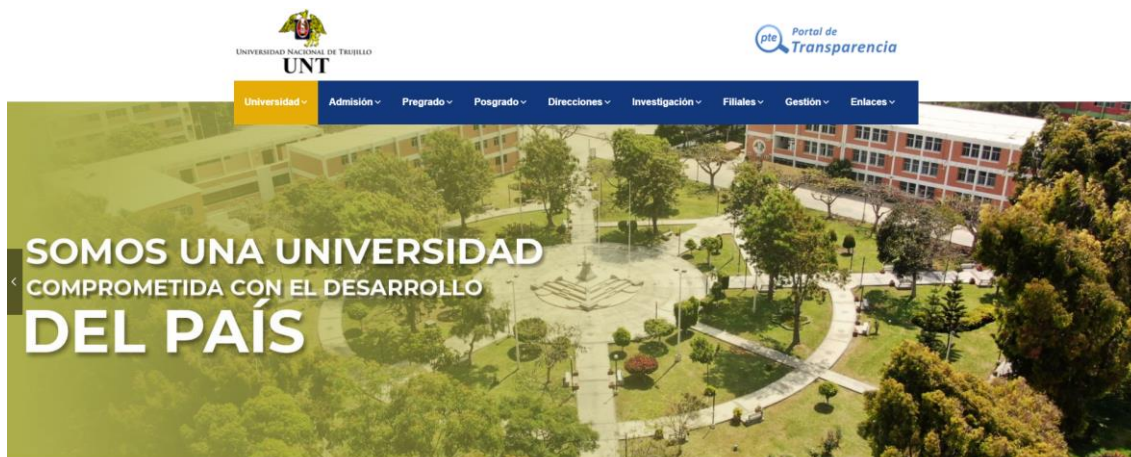 UNIVERSIDAD NACIONAL DE TRUJILLO
UNT
pte
Portal de
Transparencia
Universidad Admisión Pregrado Posgrado Direcciones Investigación Filiales Gestión Enlaces
SOMOS UNA UNIVERSIDAD
COMPROMETIDA CON EL DESARROLLO
DEL PAÍS